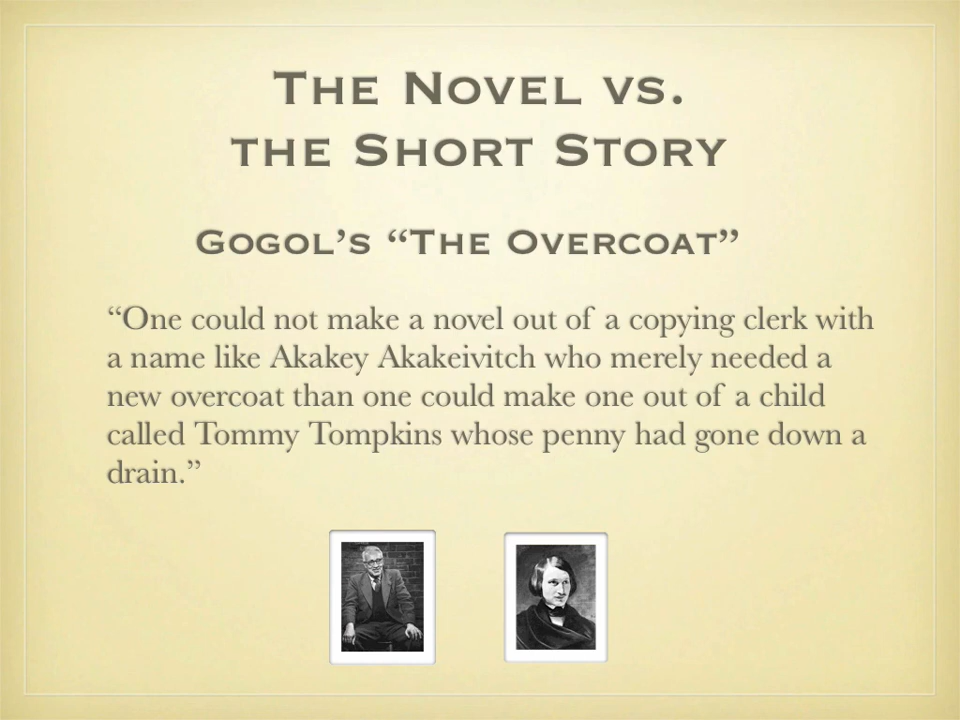 The Novel vs.
the Short Story
Gogol’s “The Overcoat”
“One could not make a novel out of a copying clerk with
a name like Akakey Akakeivitch who merely needed a
new overcoat than one could make one out of a child
called Tommy Tompkins whose penny had gone down a
drain.”